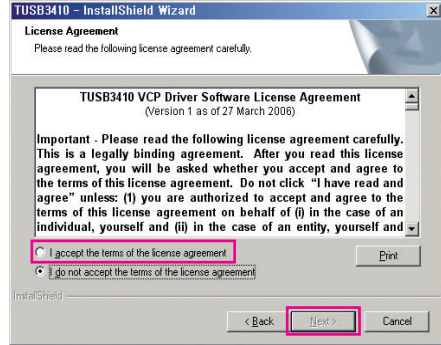 TUSB3410 - InstallShield Wizard
License Agreement
Please read the following license agreement carefully.
TUSB3410 VCP Driver Software License Agreement
(Version 1 as of 27 March 2006)
Important - Please read the following license agreement carefully.
This is a legally binding agreement. After you read this license
agreement, you will be asked whether you accept and agree to
the terms of this license agreement. Do not click “I have read and
agree” unless: (1) you are authorized to accept and agree to the
terms of this license agreement on behalf of (i) in the case of an
individual, yourself and (ii) in the case of an entity, yourself and
I accept the terms of the license agreement
Print
I do not accept the terms of the license agreement
InstallShield
< Back
Next >
Cancel